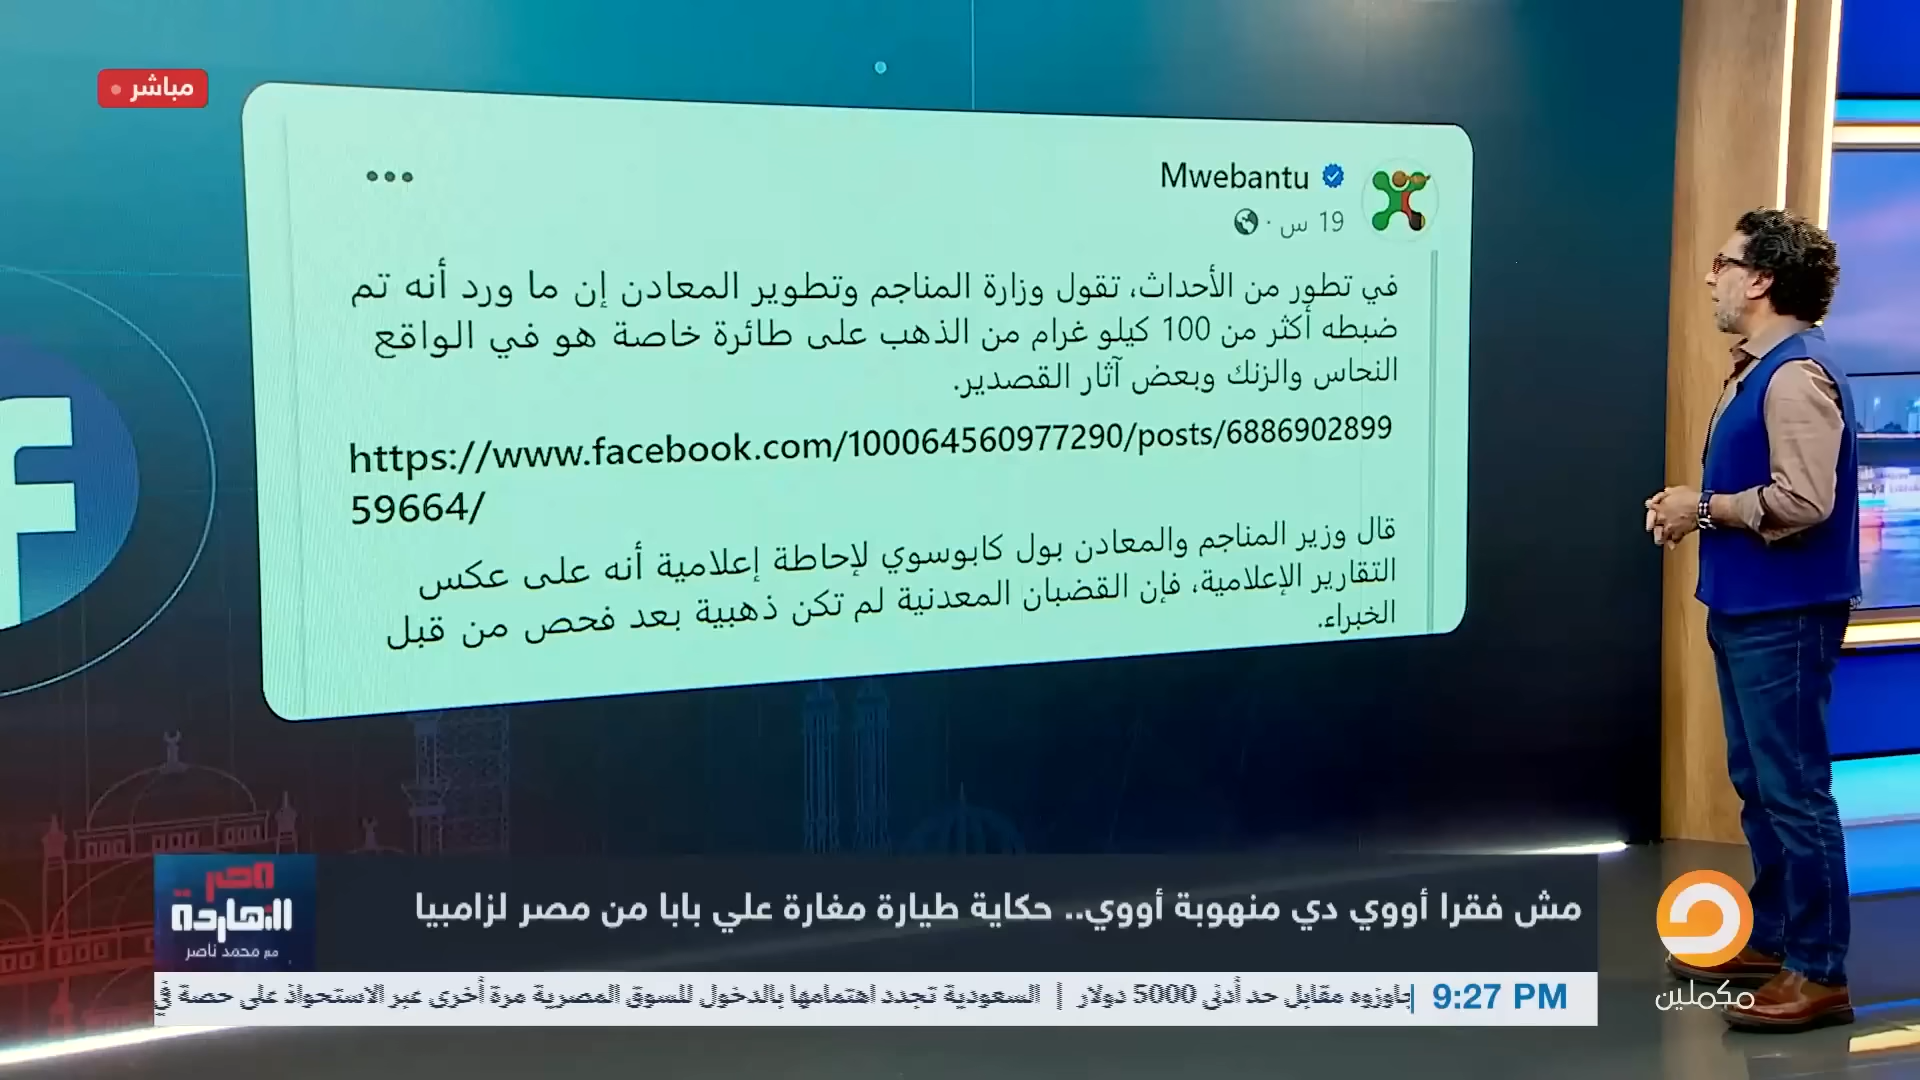 مباشر
Mwebantu
19 س
في تطور من الأحداث، تقول وزارة المناجم وتطوير المعادن إن ما ورد أنه تم
ضبطه أكثر من 100 كيلو غرام من الذهب على طائرة خاصة هو في الواقع
النحاس والزنك وبعض آثار القصدير.
https://www.facebook.com/100064560977290/posts/6886902899
59664/
قال وزير المناجم والمعادن بول كابوسوي لإحاطة إعلامية أنه على عكس
التقارير الإعلامية، فإن القضبان المعدنية لم تكن ذهبية بعد فحص من قبل
الخبراء.
مصر
النهاردة
مع محمد ناصر
مش فقرا أووي دي منهوبة أووي.. حكاية طيارة مغارة علي بابا من مصر لزامبيا
9:27 PM
جاوزوه مقابل حد أدنى 5000 دولار | السعودية تجدد اهتمامها بالدخول للسوق المصرية مرة أخرى عبر الاستحواذ على حصة في
مكملين